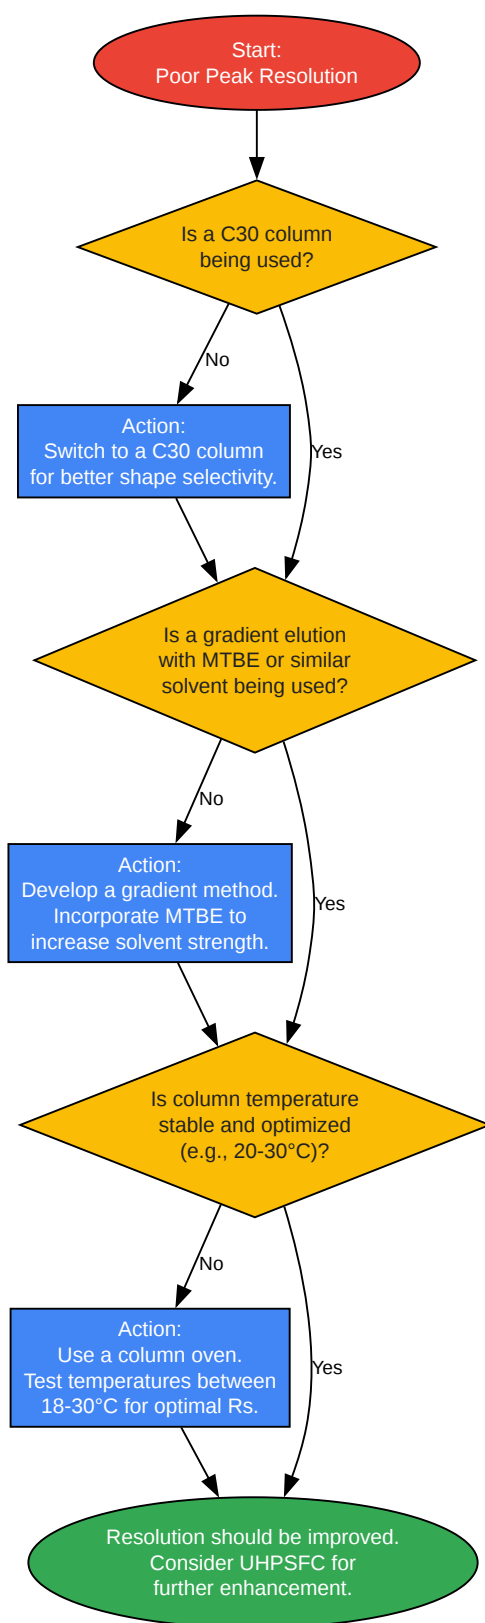 Start:
Poor Peak Resolution
Is a C30 column
being used?
No
Yes
Action:
Switch to a C30 column
for better shape selectivity.
Is a gradient elution
with MTBE or similar
solvent being used?
No
Yes
Action:
Develop a gradient method.
Incorporate MTBE to
increase solvent strength.
Is column temperature
stable and optimized
(e.g., 20-30°C)?
No
Yes
Action:
Use a column oven.
Test temperatures between
18-30°C for optimal Rs.
Resolution should be improved.
Consider UHPSFC for
further enhancement.